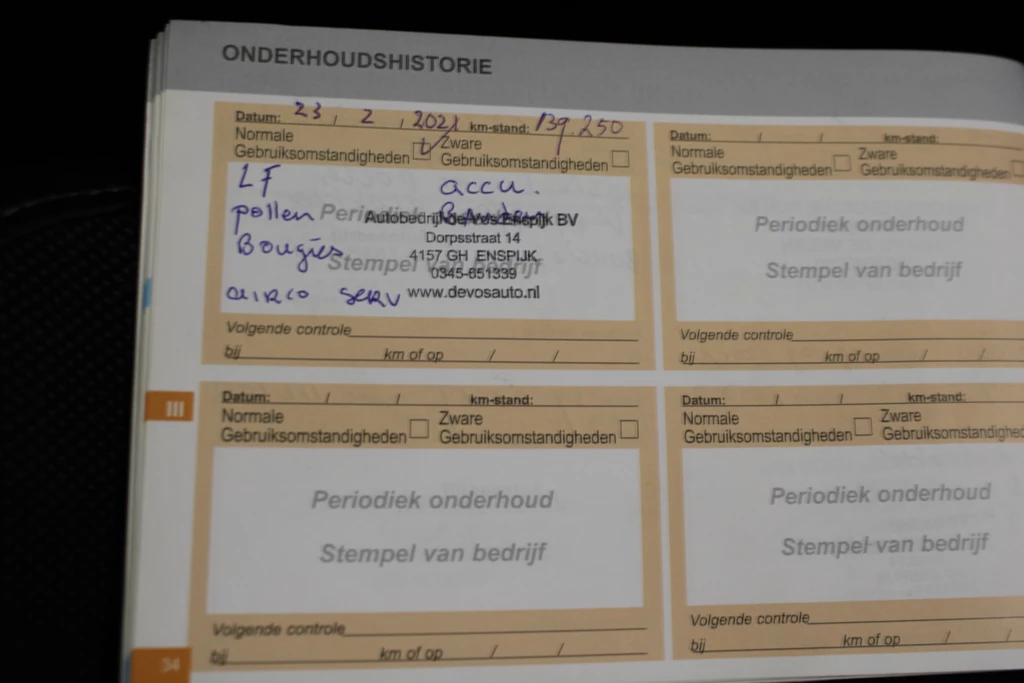 ONDERHOUDSHISTORIE
Datum: 23 / 2 / 2021 km-stand: 139.250
Normale Gebruiksomstandigheden Zware Gebruiksomstandigheden
LF accu.
pollen Banden
Bougies
airco serv
Periodiek onderhoud
Stempel van bedrijf
Autobedrijf de Vos Enspijk BV
Dorpsstraat 14
4157 GH ENSPIJK
0345-651339
www.devosauto.nl
Volgende controle
bij km of op / /
Datum: / / km-stand:
Normale Zware
Gebruiksomstandigheden Gebruiksomstandigheden
Periodiek onderhoud
Stempel van bedrijf
Volgende controle
bij km of op / /
III
Datum: / / km-stand:
Normale Zware
Gebruiksomstandigheden Gebruiksomstandigheden
Periodiek onderhoud
Stempel van bedrijf
Volgende controle
bij km of op / /
Datum: / / km-stand:
Normale Zware
Gebruiksomstandigheden Gebruiksomstandighede
Periodiek onderhoud
Stempel van bedrijf
Volgende controle
bij km of op / /
34